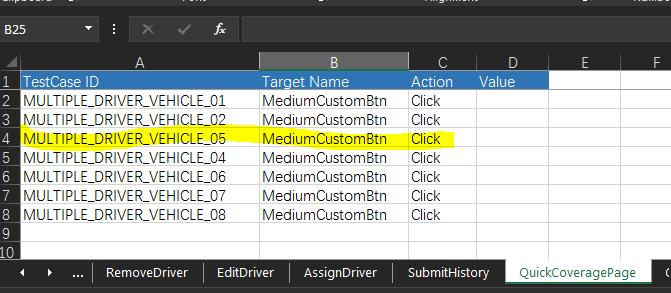 B25 fx
A B C D E F
1 TestCase ID Target Name Action Value
2 MULTIPLE_DRIVER_VEHICLE_01 MediumCustomBtn Click
3 MULTIPLE_DRIVER_VEHICLE_02 MediumCustomBtn Click
4 MULTIPLE_DRIVER_VEHICLE_05 MediumCustomBtn Click
5 MULTIPLE_DRIVER_VEHICLE_04 MediumCustomBtn Click
6 MULTIPLE_DRIVER_VEHICLE_06 MediumCustomBtn Click
7 MULTIPLE_DRIVER_VEHICLE_07 MediumCustomBtn Click
8 MULTIPLE_DRIVER_VEHICLE_08 MediumCustomBtn Click
9
10
... RemoveDriver EditDriver AssignDriver SubmitHistory QuickCoveragePage